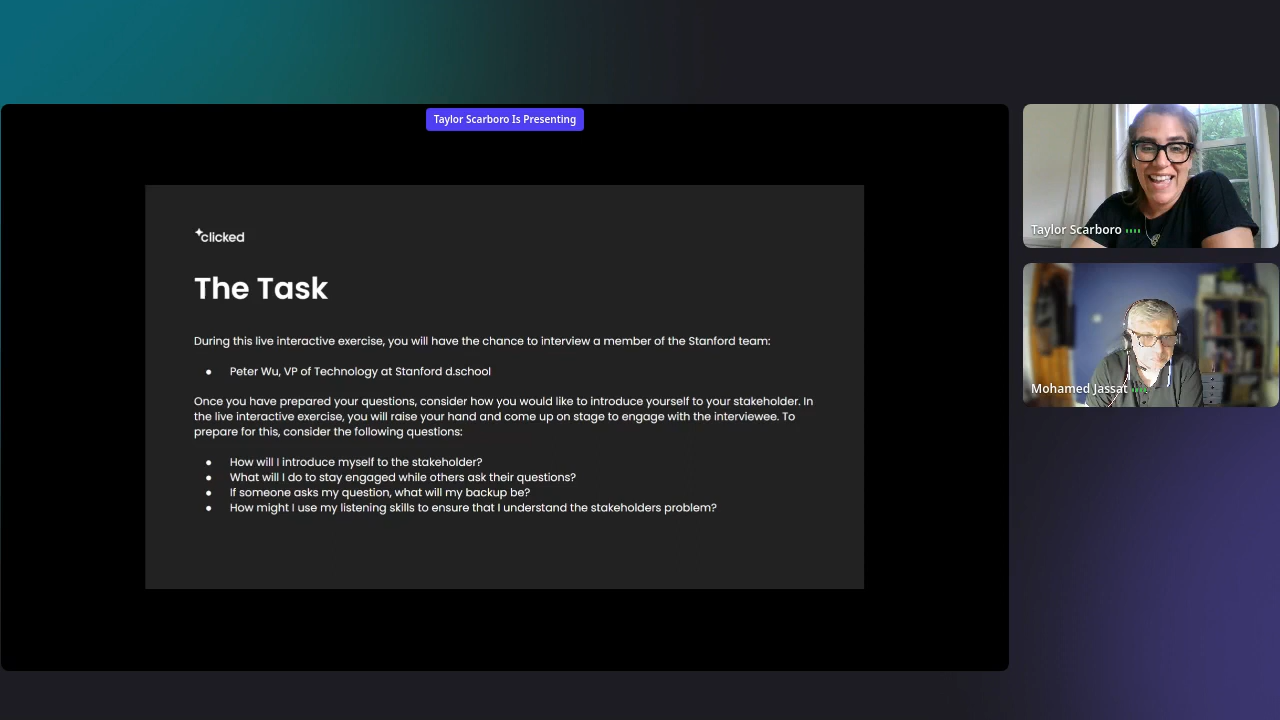 Taylor Scarboro Is Presenting
clicked
The Task
During this live interactive exercise, you will have the chance to interview a member of the Stanford team:
● Peter Wu, VP of Technology at Stanford d.school
Once you have prepared your questions, consider how you would like to introduce yourself to your stakeholder. In
the live interactive exercise, you will raise your hand and come up on stage to engage with the interviewee. To
prepare for this, consider the following questions:
● How will I introduce myself to the stakeholder?
● What will I do to stay engaged while others ask their questions?
● If someone asks my question, what will my backup be?
● How might I use my listening skills to ensure that I understand the stakeholders problem?
Taylor Scarboro
Mohamed Jassat